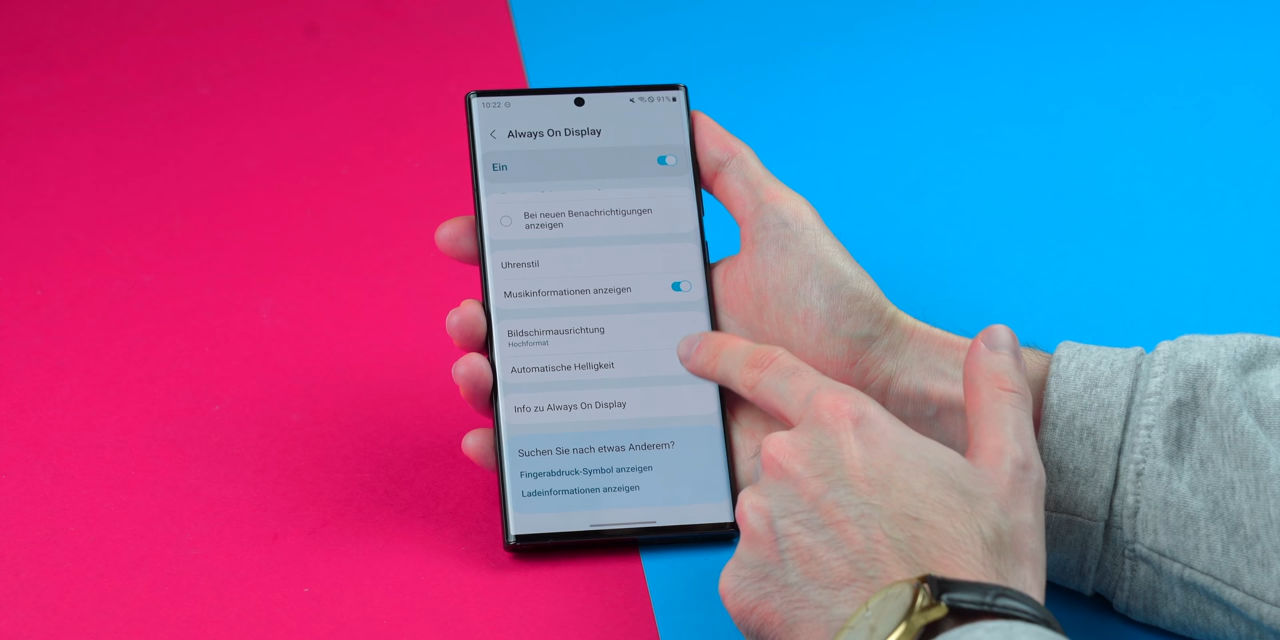 10:22
91%
Always On Display
Ein
Bei neuen Benachrichtigungen
anzeigen
Uhrenstil
Musikinformationen anzeigen
Bildschirmausrichtung
Hochformat
Automatische Helligkeit
Info zu Always On Display
Suchen Sie nach etwas Anderem?
Fingerabdruck-Symbol anzeigen
Ladeinformationen anzeigen